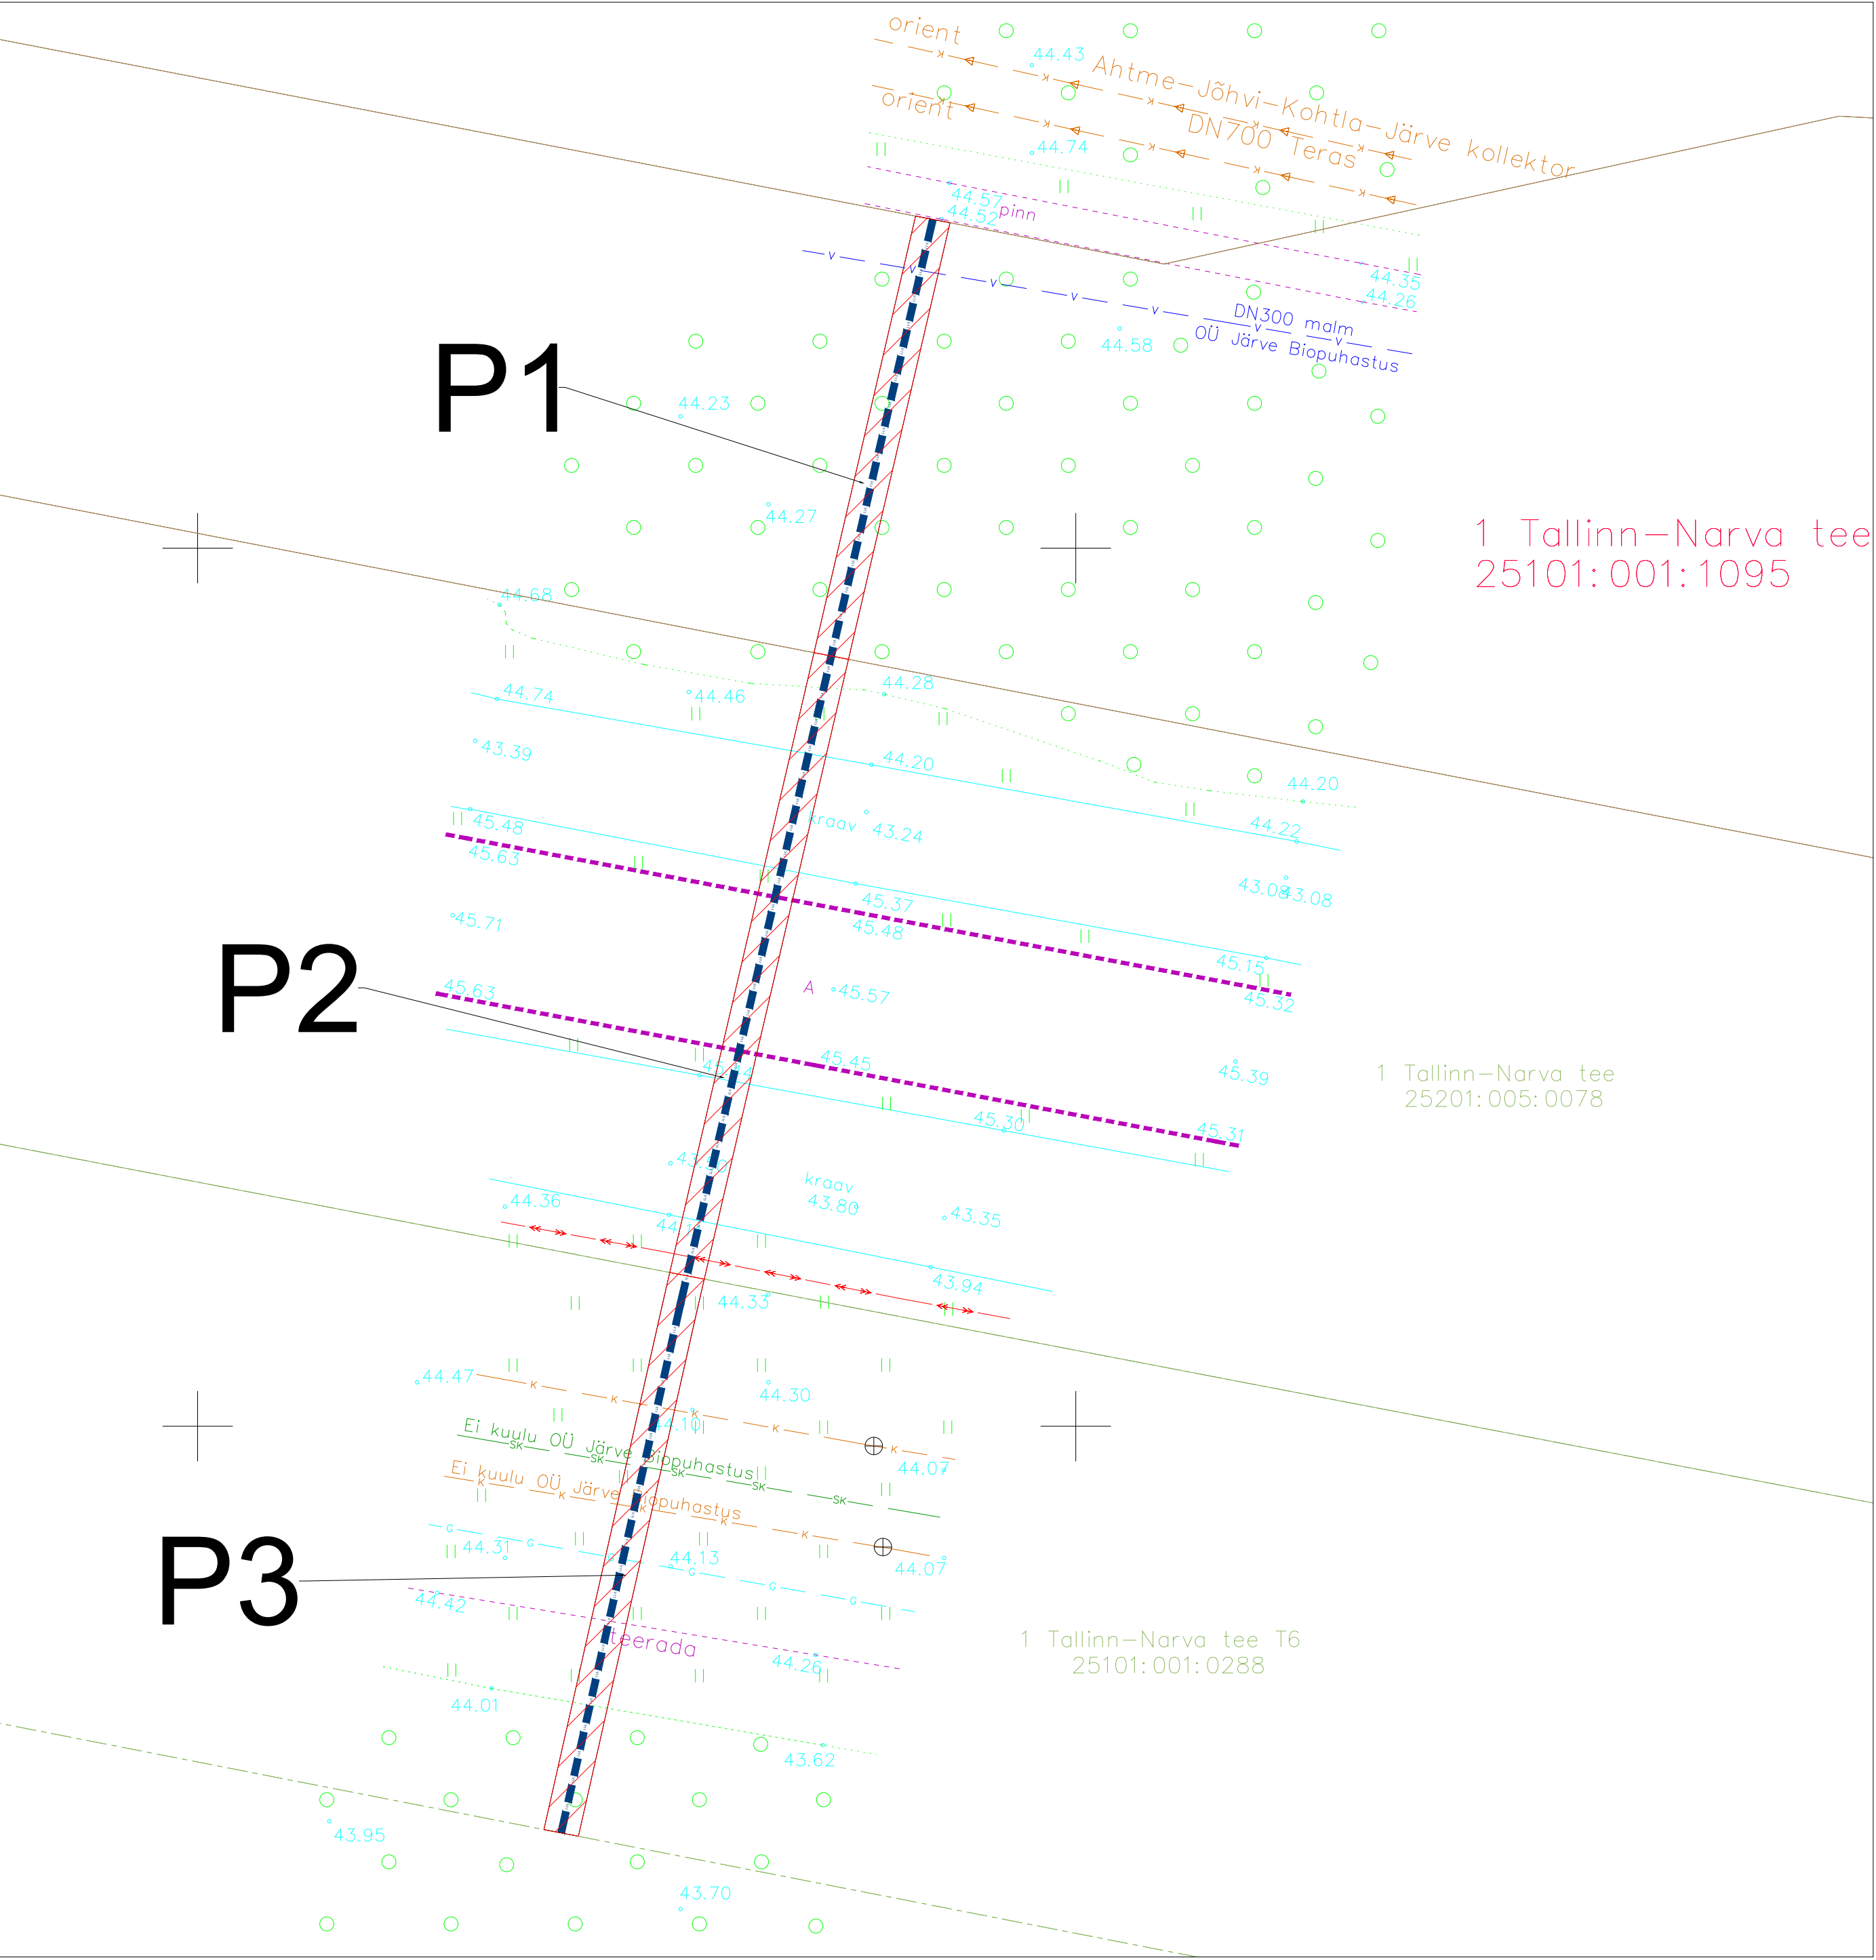 orient
44.43
Ahtme-Jõhvi-Kohtla-Järve kollektor
orient
DN700 Teras
44.74
44.57
pinn
44.52
44.35
44.26
DN300 malm
OÜ Järve Biopuhastus
44.58
P1
44.23
44.27
1 Tallinn-Narva tee
25101:001:1095
44.68
44.74
44.46
44.28
43.39
44.20
44.20
45.48
kraav
43.24
44.22
45.63
43.08
43.08
45.37
45.71
45.48
P2
45.15
45.63
A
45.57
45.32
45.45
45.39
1 Tallinn-Narva tee
25201:005:0078
45.30
45.31
kraav
44.36
43.80
43.35
43.94
44.33
44.47
44.30
44.10
Ei kuulu OÜ Järve Biopuhastus
44.07
Ei kuulu OÜ Järve Biopuhastus
P3
44.31
44.13
44.07
44.42
teerada
44.26
1 Tallinn-Narva tee T6
25101:001:0288
44.01
43.62
43.95
43.70